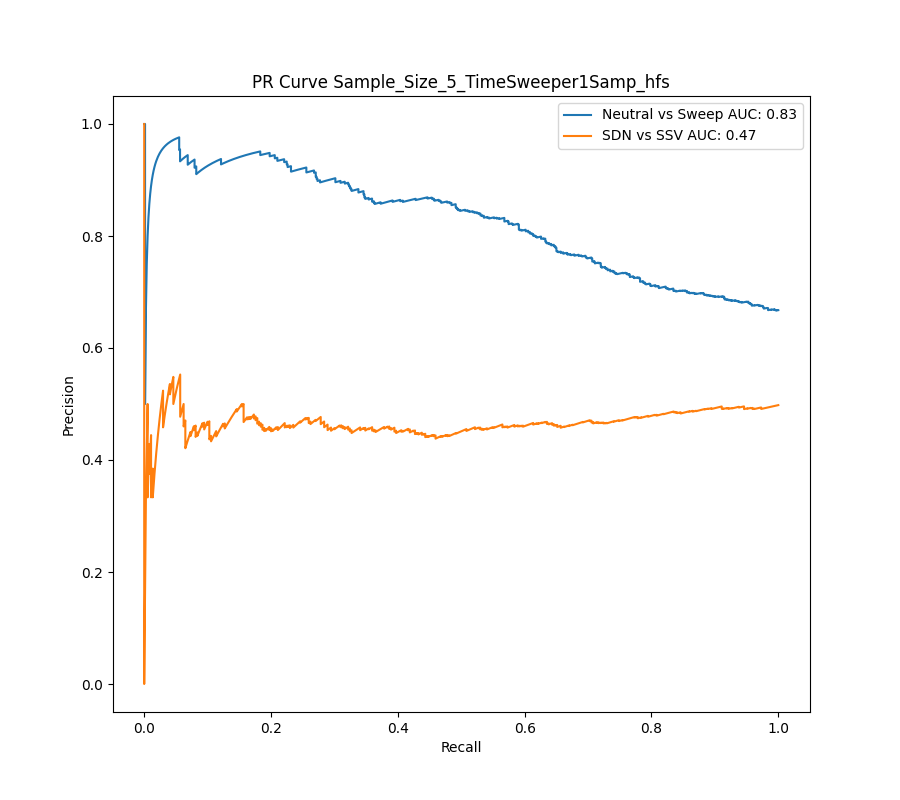 PR Curve Sample_Size_5_TimeSweeper1Samp_hfs
Neutral vs Sweep AUC: 0.83
SDN vs SSV AUC: 0.47
1.0
0.8
0.6
0.4
0.2
0.0
Precision
0.0 0.2 0.4 0.6 0.8 1.0
Recall